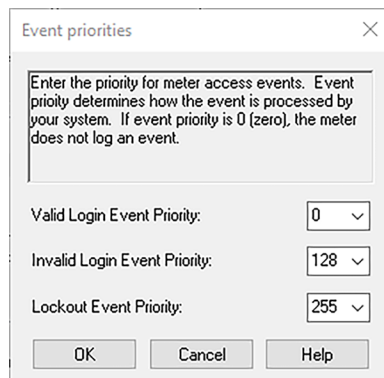 Event priorities
Enter the priority for meter access events. Event
prioity determines how the event is processed by
your system. If event priority is 0 (zero), the meter
does not log an event.
Valid Login Event Priority: 0
Invalid Login Event Priority: 128
Lockout Event Priority: 255
OK Cancel Help